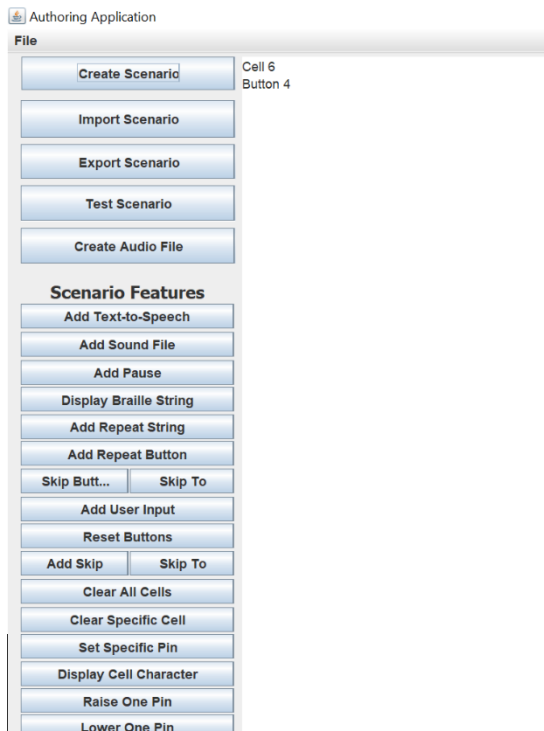 Authoring Application
File
Create Scenario
Cell 6
Button 4
Import Scenario
Export Scenario
Test Scenario
Create Audio File
Scenario Features
Add Text-to-Speech
Add Sound File
Add Pause
Display Braille String
Add Repeat String
Add Repeat Button
Skip Butt... Skip To
Add User Input
Reset Buttons
Add Skip Skip To
Clear All Cells
Clear Specific Cell
Set Specific Pin
Display Cell Character
Raise One Pin
Lower One Pin